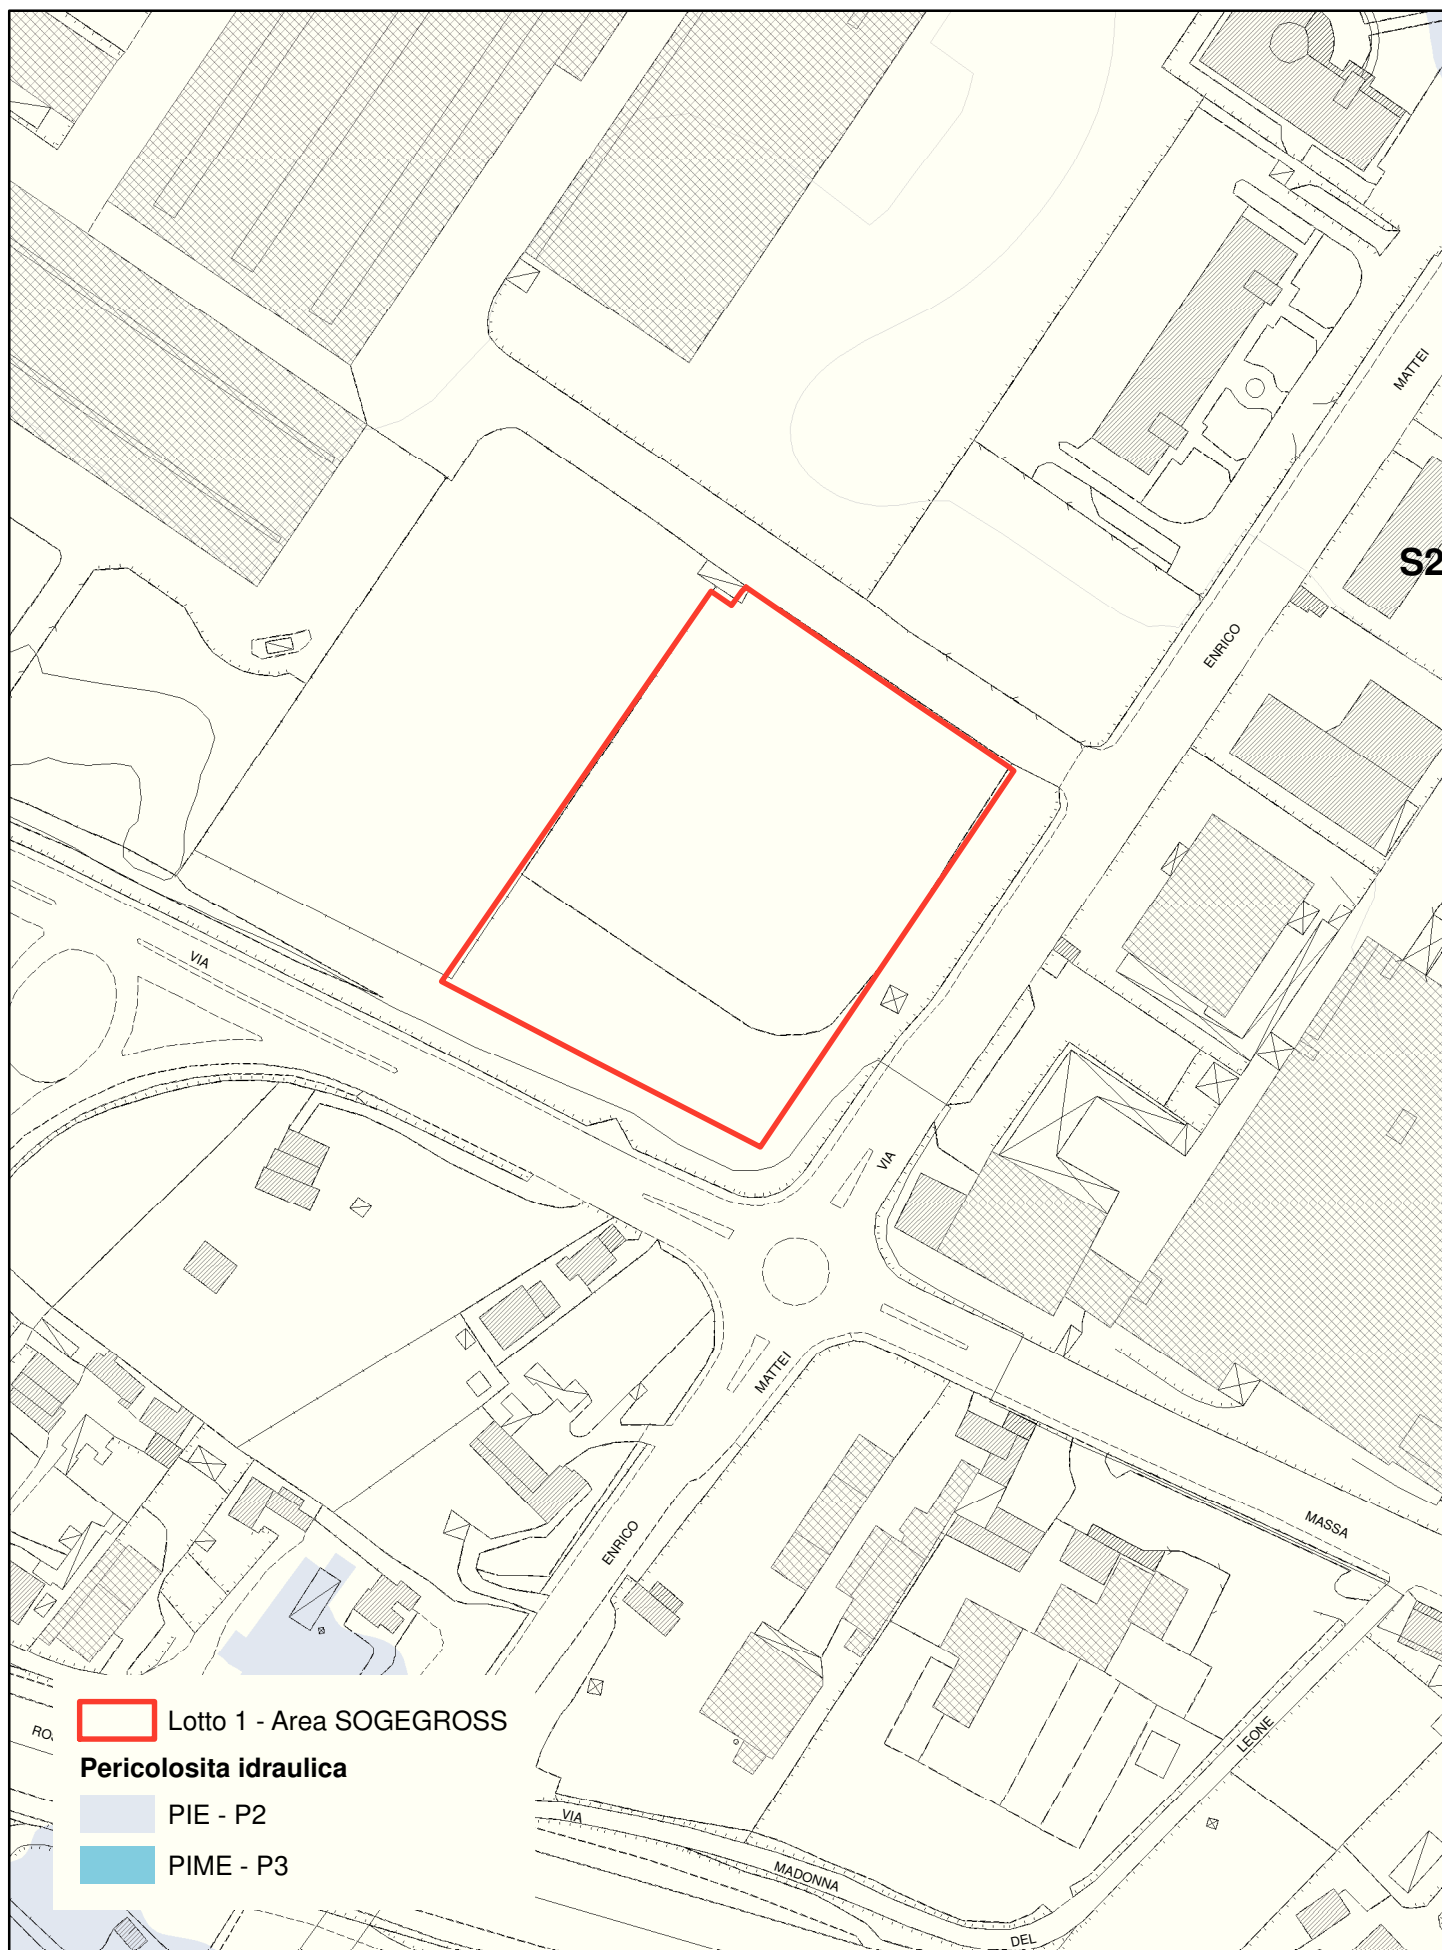 MATTEI
S2
ENRICO
VIA
VIA
MATTEI
ENRICO
MASSA
LEONE
Lotto 1 - Area SOGEGROSS
Pericolosita idraulica
PIE - P2
PIME - P3
VIA
MADONNA
DEL